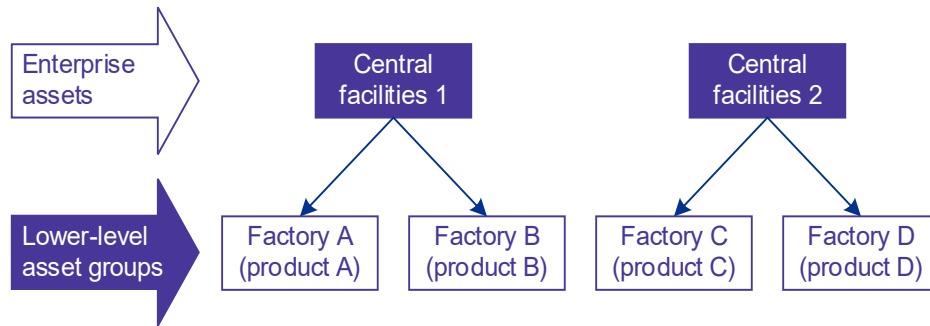 Enterprise
assets
Central
facilities 1
Central
facilities 2
Lower-level
asset groups
Factory A
(product A)
Factory B
(product B)
Factory C
(product C)
Factory D
(product D)